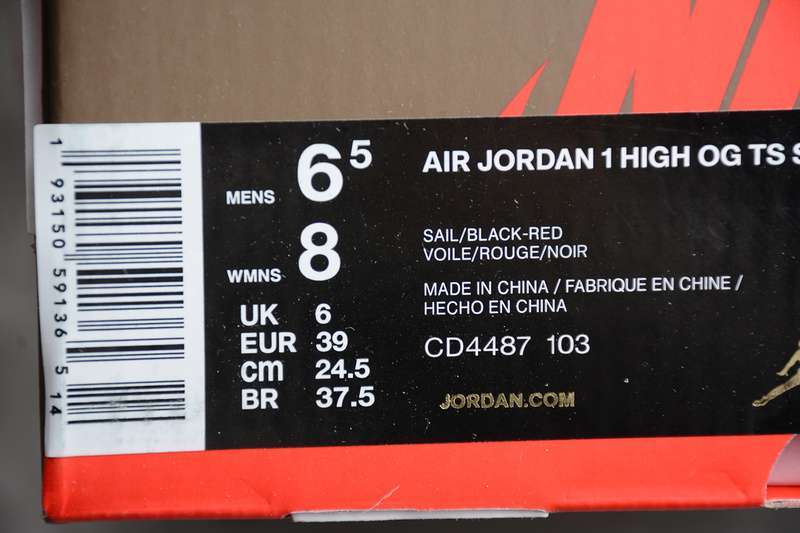 1 93150 59136 5 14
MENS 6 5
WMNS 8
UK 6
EUR 39
cm 24.5
BR 37.5
AIR JORDAN 1 HIGH OG TS S
SAIL/BLACK-RED
VOILE/ROUGE/NOIR
MADE IN CHINA / FABRIQUE EN CHINE /
HECHO EN CHINA
CD4487 103
JORDAN.COM